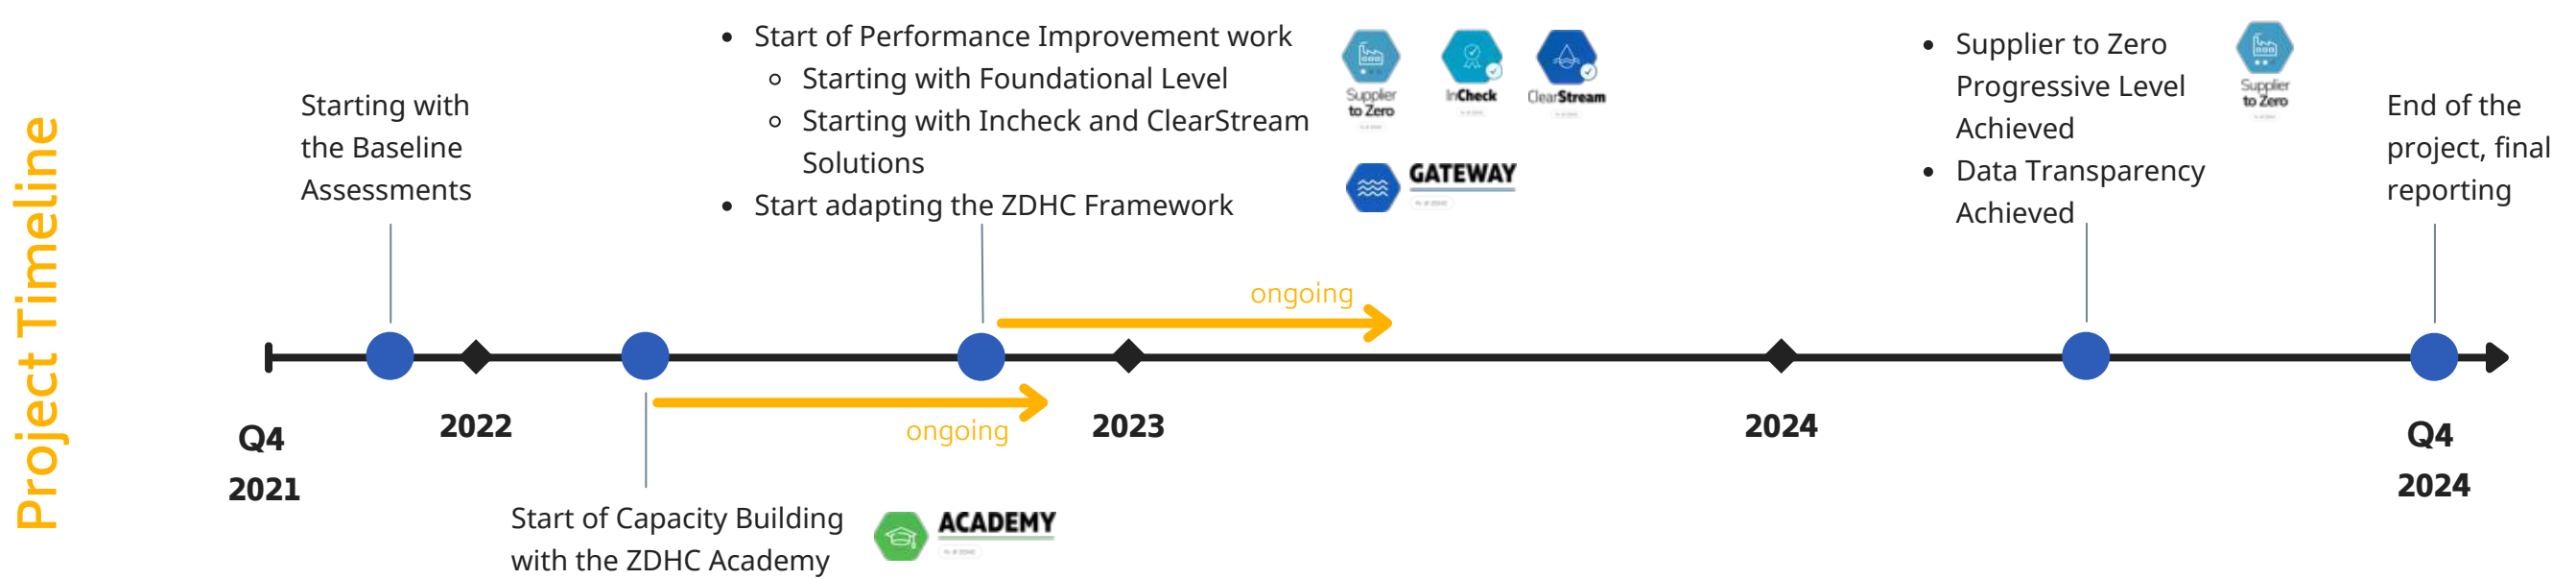 Project Timeline
Starting with
the Baseline
Assessments
• Start of Performance Improvement work
◦ Starting with Foundational Level
◦ Starting with Incheck and ClearStream
Solutions
• Start adapting the ZDHC Framework
Supplier
to Zero
InCheck
ClearStream
GATEWAY
• Supplier to Zero
Progressive Level
Achieved
• Data Transparency
Achieved
Supplier
to Zero
End of the
project, final
reporting
ongoing
ongoing
Q4
2021
2022
2023
2024
Q4
2024
Start of Capacity Building
with the ZDHC Academy
ACADEMY